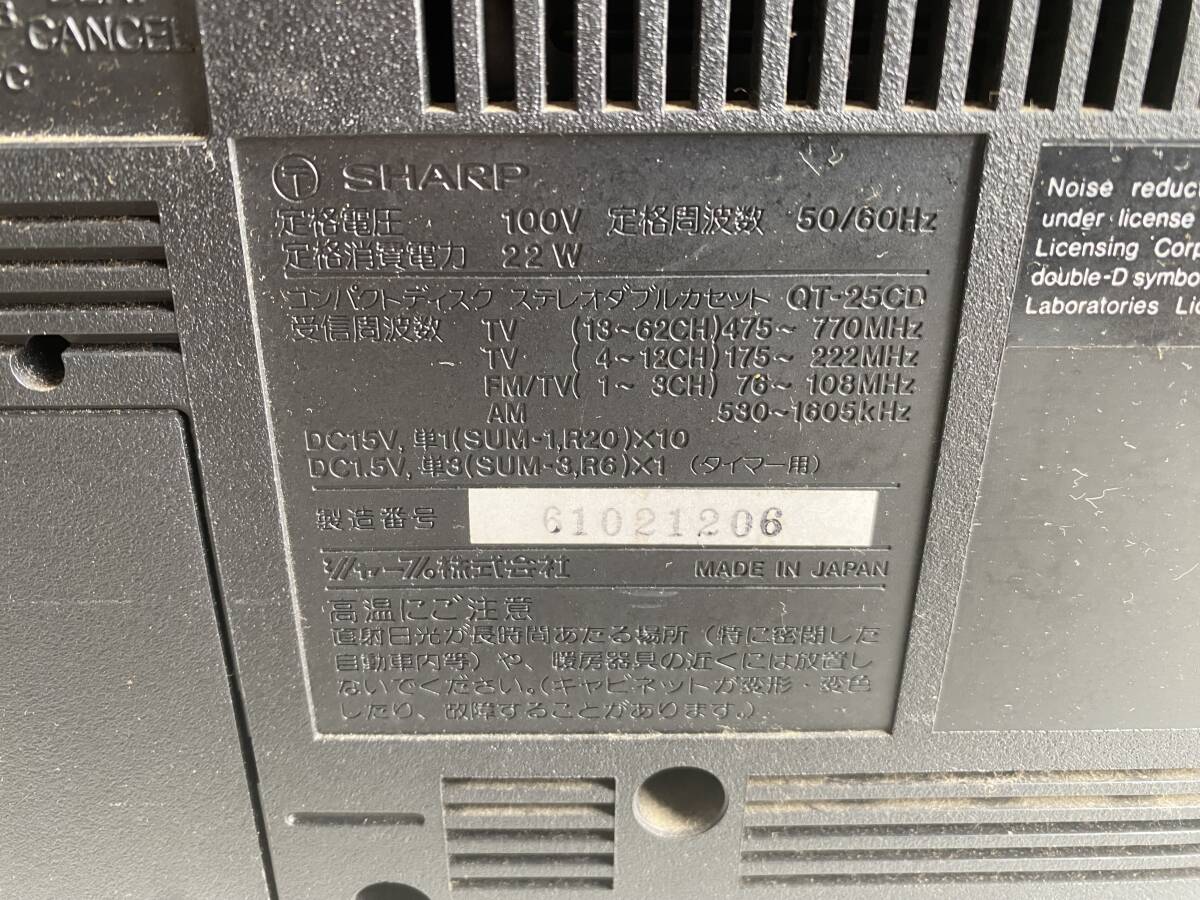 CANCEL
SHARP
定格電圧 100V 定格周波数 50/60Hz
定格消費電力 22W
コンパクトディスク ステレオダブルカセット QT-25CD
受信周波数 TV (13~62CH) 475~ 770MHz
TV ( 4~12CH) 175~ 222MHz
FM/TV ( 1~ 3CH) 76~ 108MHz
AM 530~1605kHz
DC15V, 単1(SUM-1,R20)×10
DC1.5V, 単3(SUM-3,R6)×1 (タイマー用)
製造番号 61021206
シャープ株式会社 MADE IN JAPAN
高温にご注意
直射日光が長時間あたる場所(特に密閉した
自動車内等)や、暖房器具の近くには放置し
ないでください。(キャビネットが変形・変色
したり、故障することがあります。)
Noise reduc
under license
Licensing Corp
double-D symbo
Laboratories Li